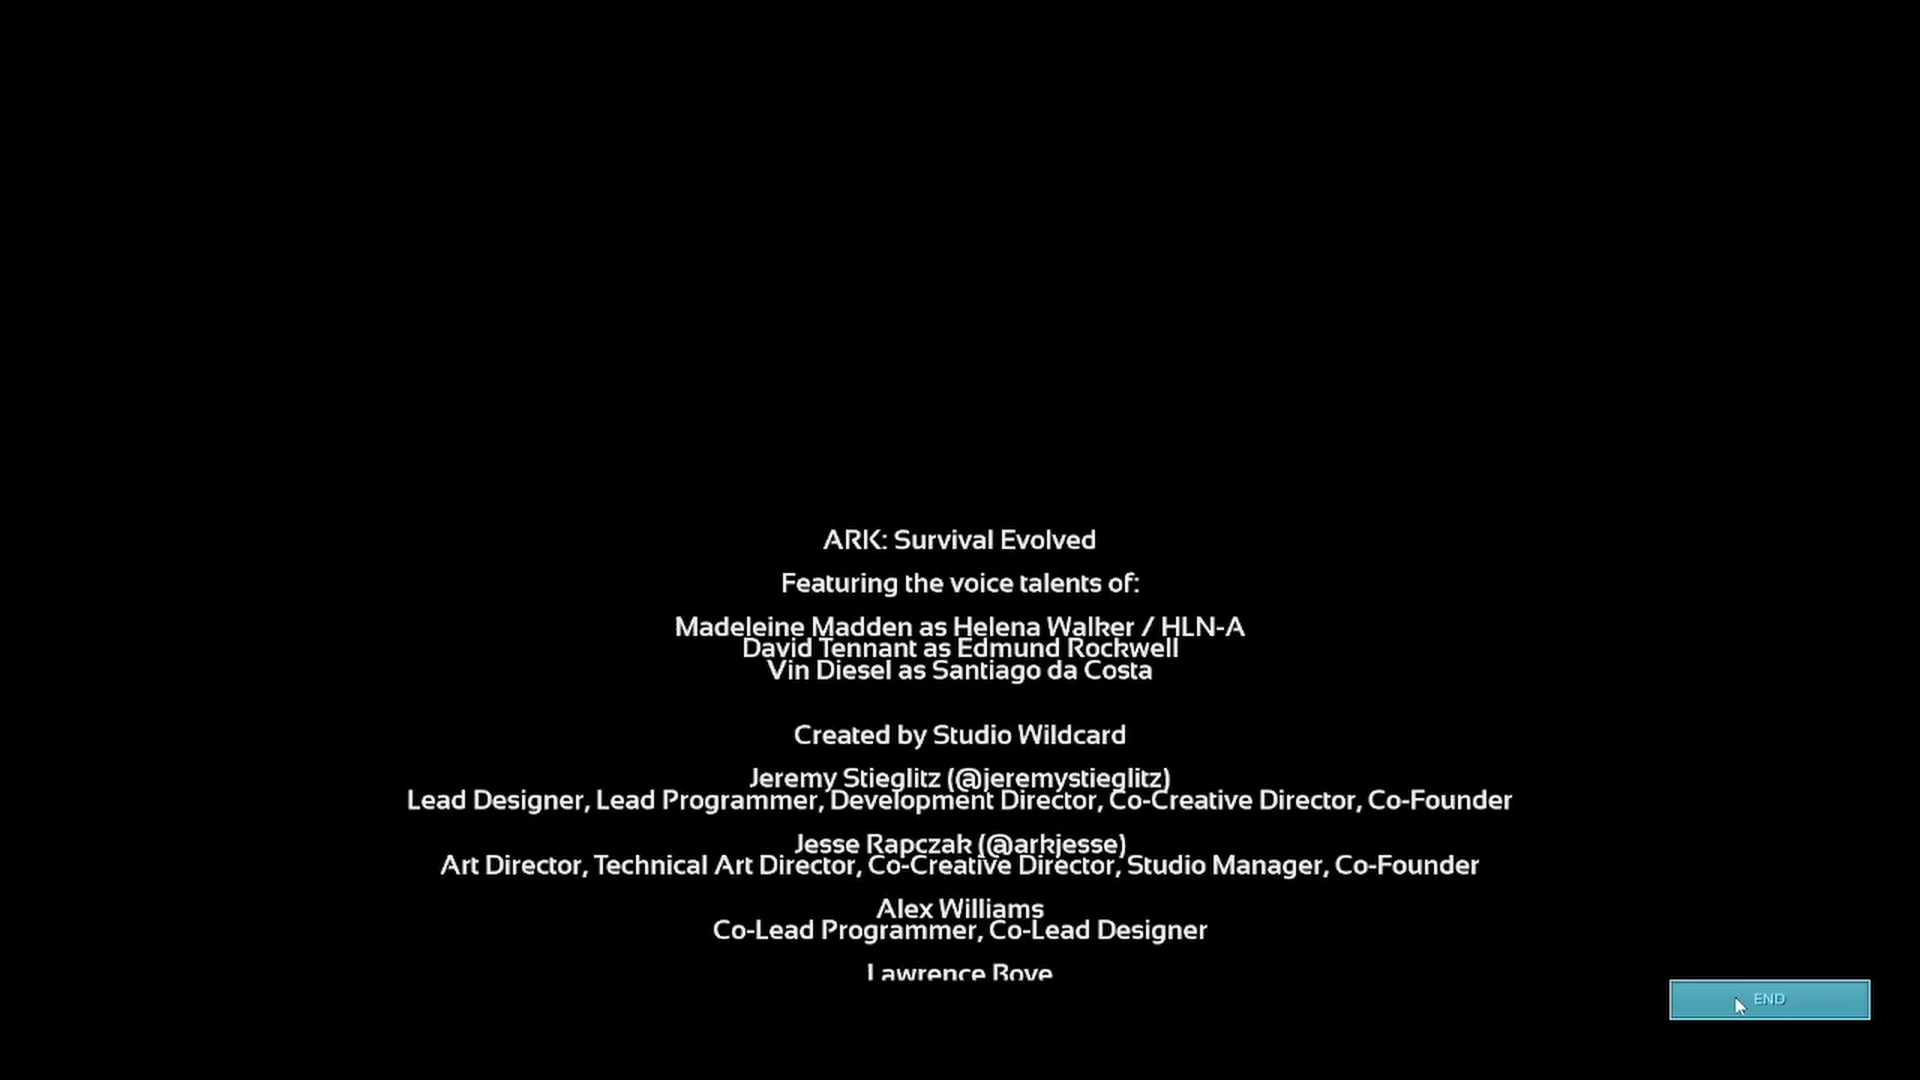 ARK: Survival Evolved
Featuring the voice talents of:
Madeleine Madden as Helena Walker / HLN-A
David Tennant as Edmund Rockwell
Vin Diesel as Santiago da Costa
Created by Studio Wildcard
Jeremy Stieglitz (@jeremystieglitz)
Lead Designer, Lead Programmer, Development Director, Co-Creative Director, Co-Founder
Jesse Rapczak (@arkjesse)
Art Director, Technical Art Director, Co-Creative Director, Studio Manager, Co-Founder
Alex Williams
Co-Lead Programmer, Co-Lead Designer
Lawrence
END